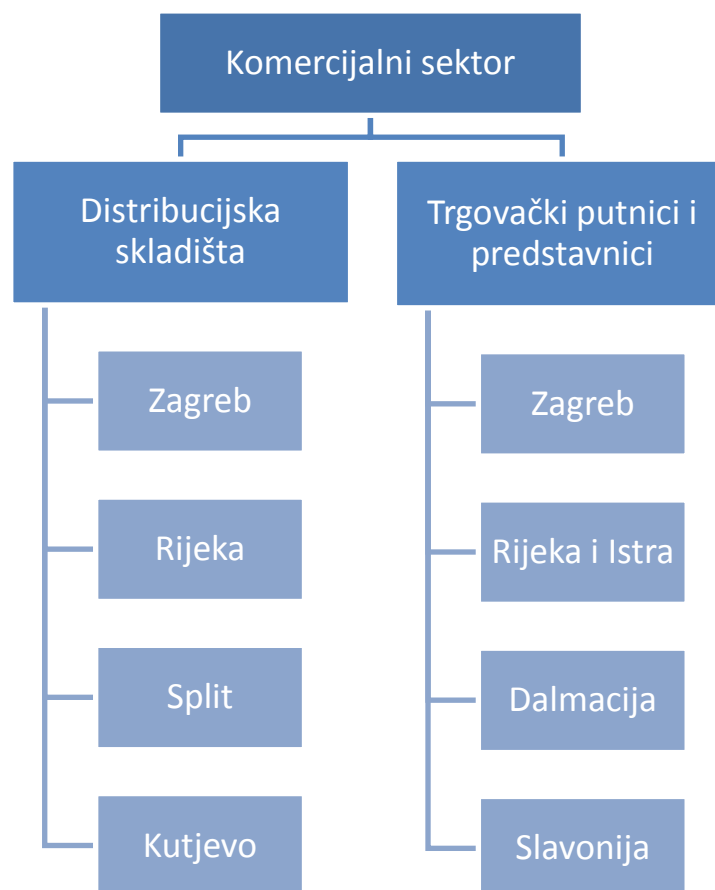 Komercijalni sektor
Distribucijska
skladišta
Zagreb
Rijeka
Split
Kutjevo
Trgovački putnici i
predstavnici
Zagreb
Rijeka i Istra
Dalmacija
Slavonija